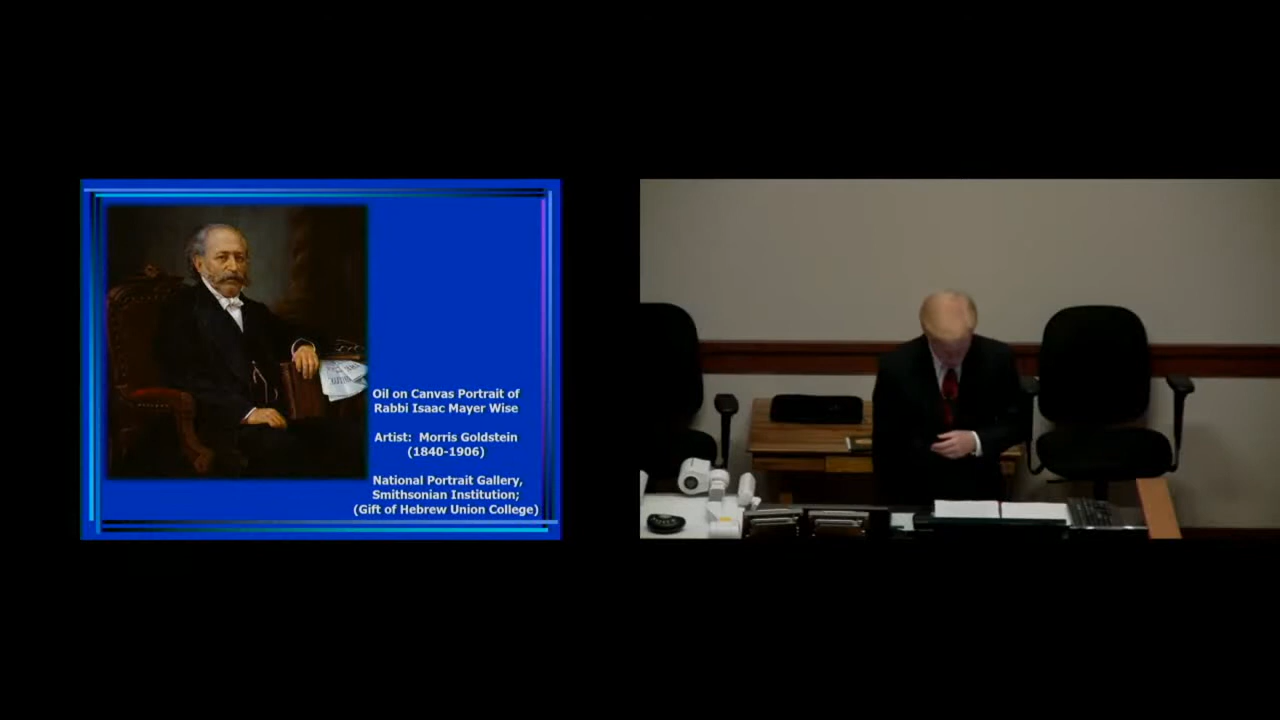 Oil on Canvas Portrait of
Rabbi Isaac Mayer Wise
Artist: Morris Goldstein
(1840-1906)
National Portrait Gallery,
Smithsonian Institution;
(Gift of Hebrew Union College)